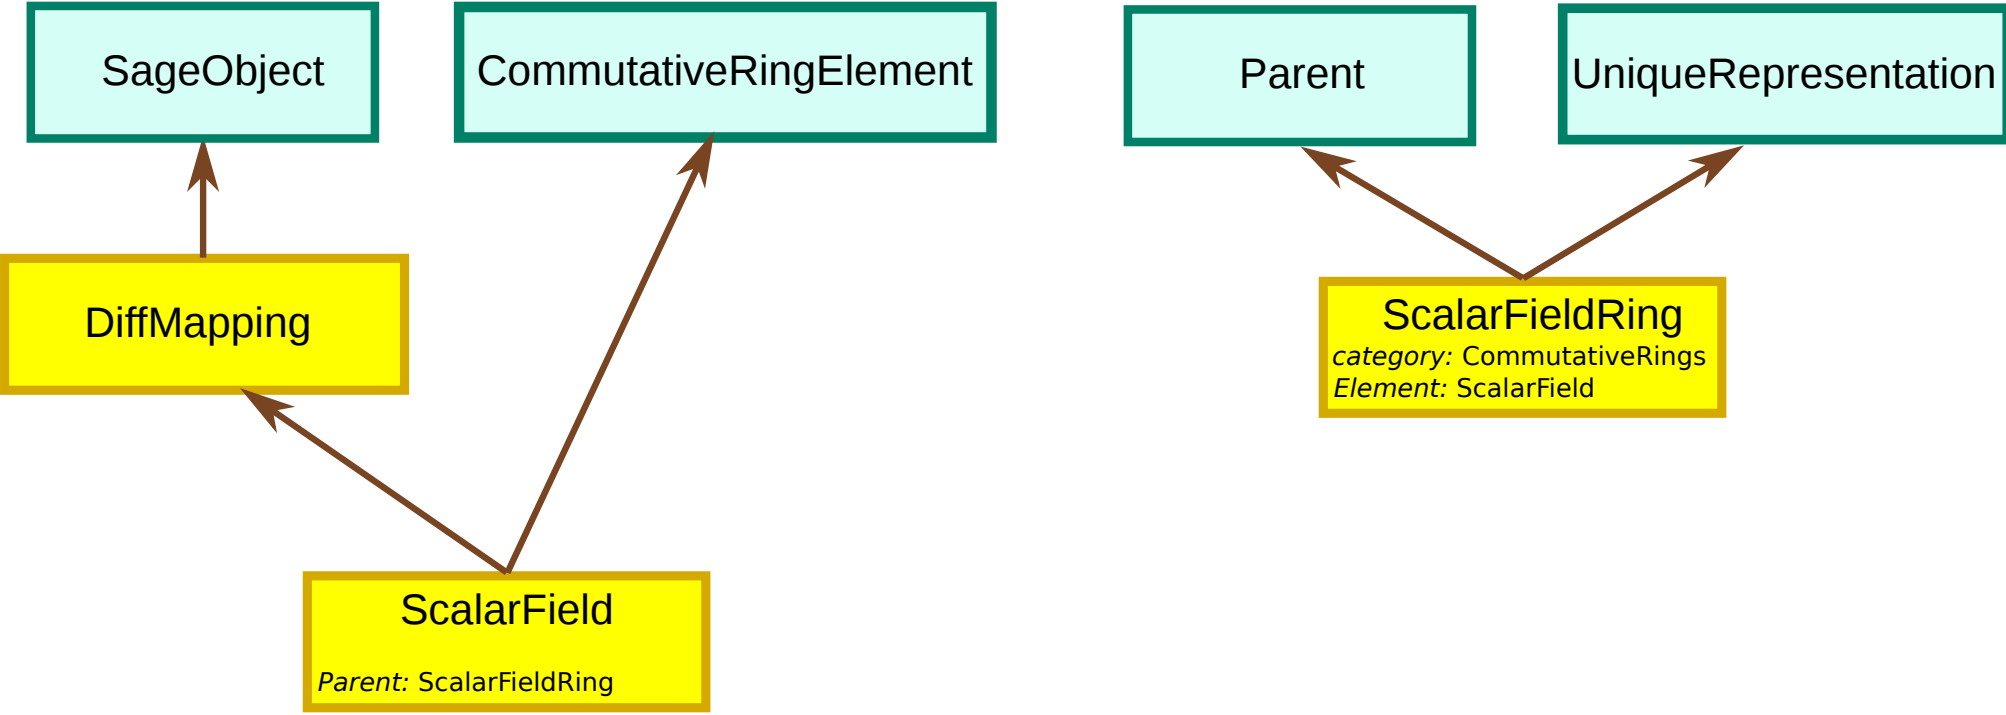 SageObject
CommutativeRingElement
Parent
UniqueRepresentation
DiffMapping
ScalarFieldRing
category: CommutativeRings
Element: ScalarField
ScalarField
Parent: ScalarFieldRing